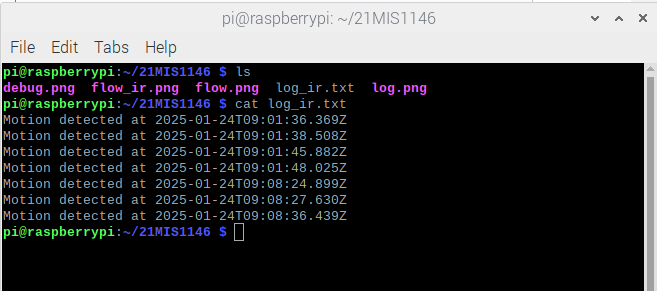 pi@raspberrypi: ~/21MIS1146
File Edit Tabs Help
pi@raspberrypi:~/21MIS1146 $ ls
debug.png flow_ir.png flow.png log_ir.txt log.png
pi@raspberrypi:~/21MIS1146 $ cat log_ir.txt
Motion detected at 2025-01-24T09:01:36.369Z
Motion detected at 2025-01-24T09:01:38.508Z
Motion detected at 2025-01-24T09:01:45.882Z
Motion detected at 2025-01-24T09:01:48.025Z
Motion detected at 2025-01-24T09:08:24.899Z
Motion detected at 2025-01-24T09:08:27.630Z
Motion detected at 2025-01-24T09:08:36.439Z
pi@raspberrypi:~/21MIS1146 $